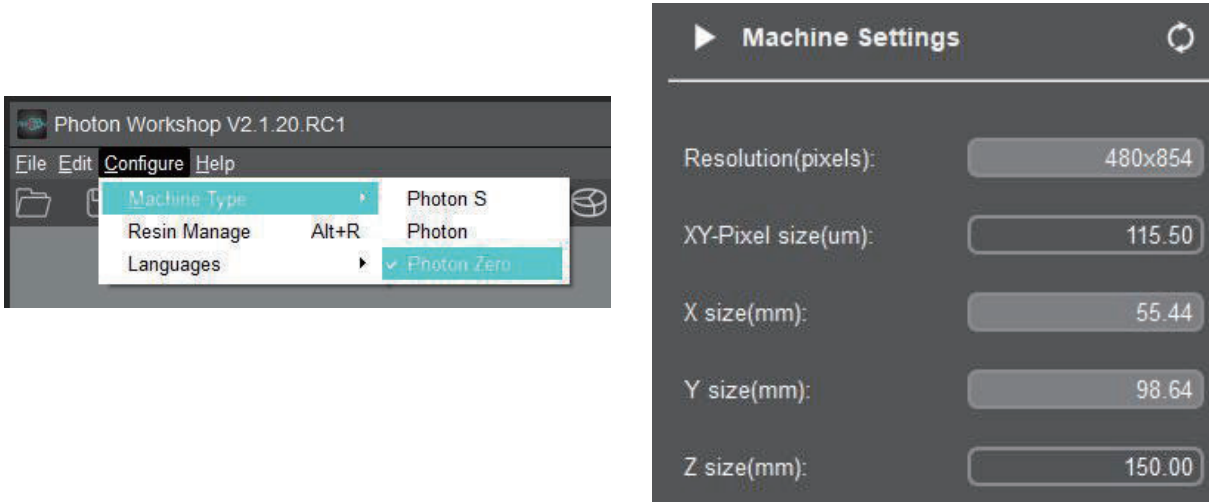 Photon Workshop V2.1.20.RC1
File Edit Configure Help
Machine Type
Resin Manage Alt+R
Languages
Photon S
Photon
Photon Zero
Machine Settings
Resolution(pixels): 480x854
XY-Pixel size(um): 115.50
X size(mm): 55.44
Y size(mm): 98.64
Z size(mm): 150.00